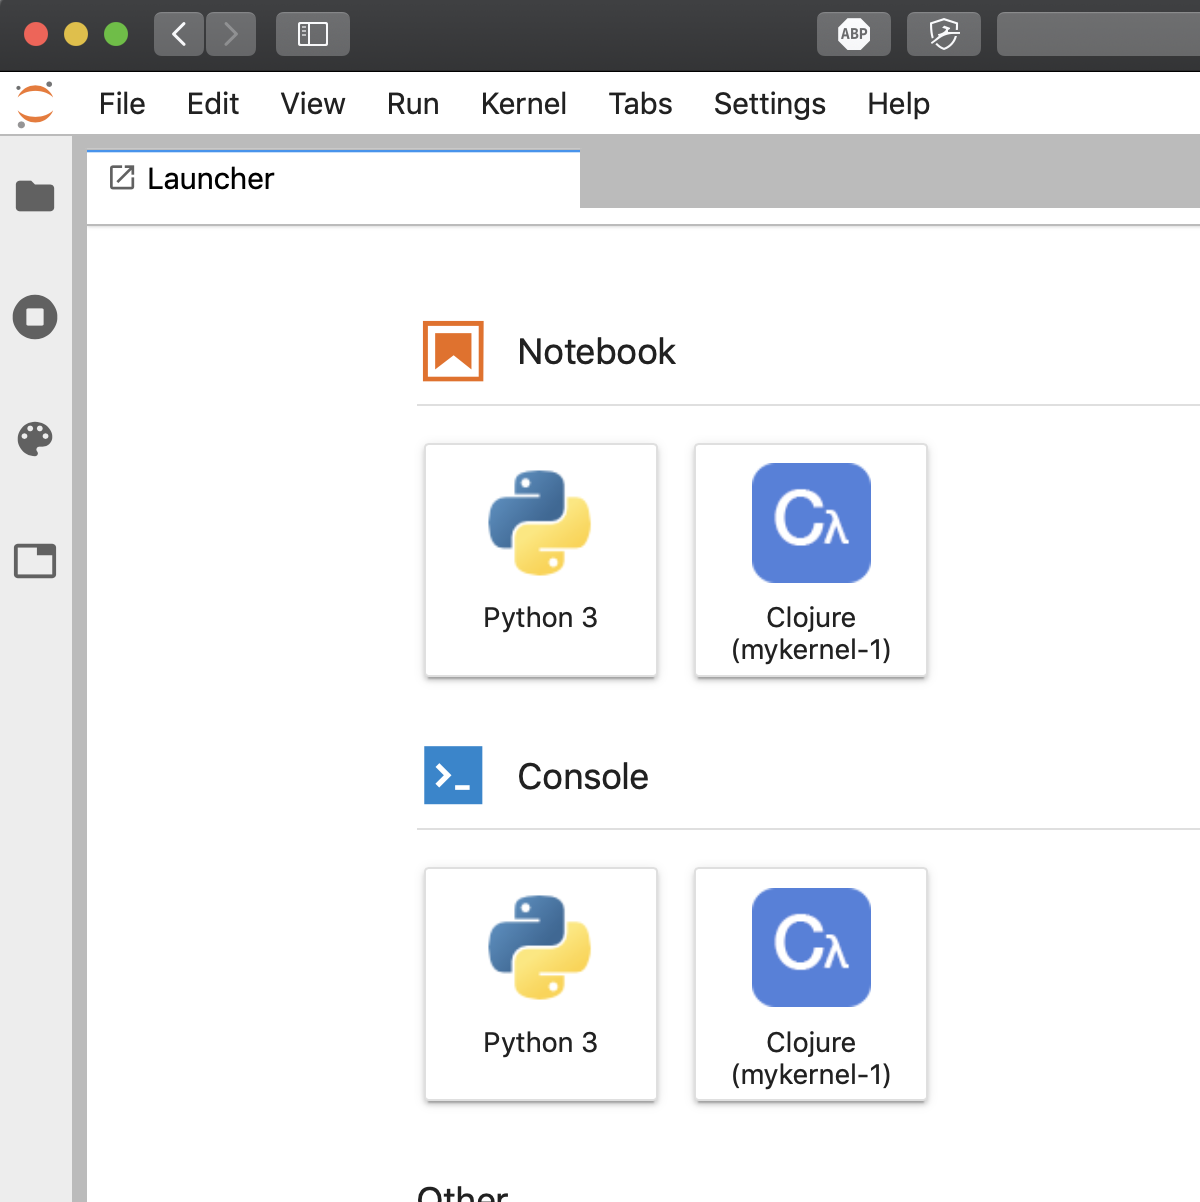 ABP
File Edit View Run Kernel Tabs Settings Help
Launcher
Notebook
Python 3
Clojure
(mykernel-1)
Console
>_
Python 3
Clojure
(mykernel-1)
Other
Cλ
Cλ